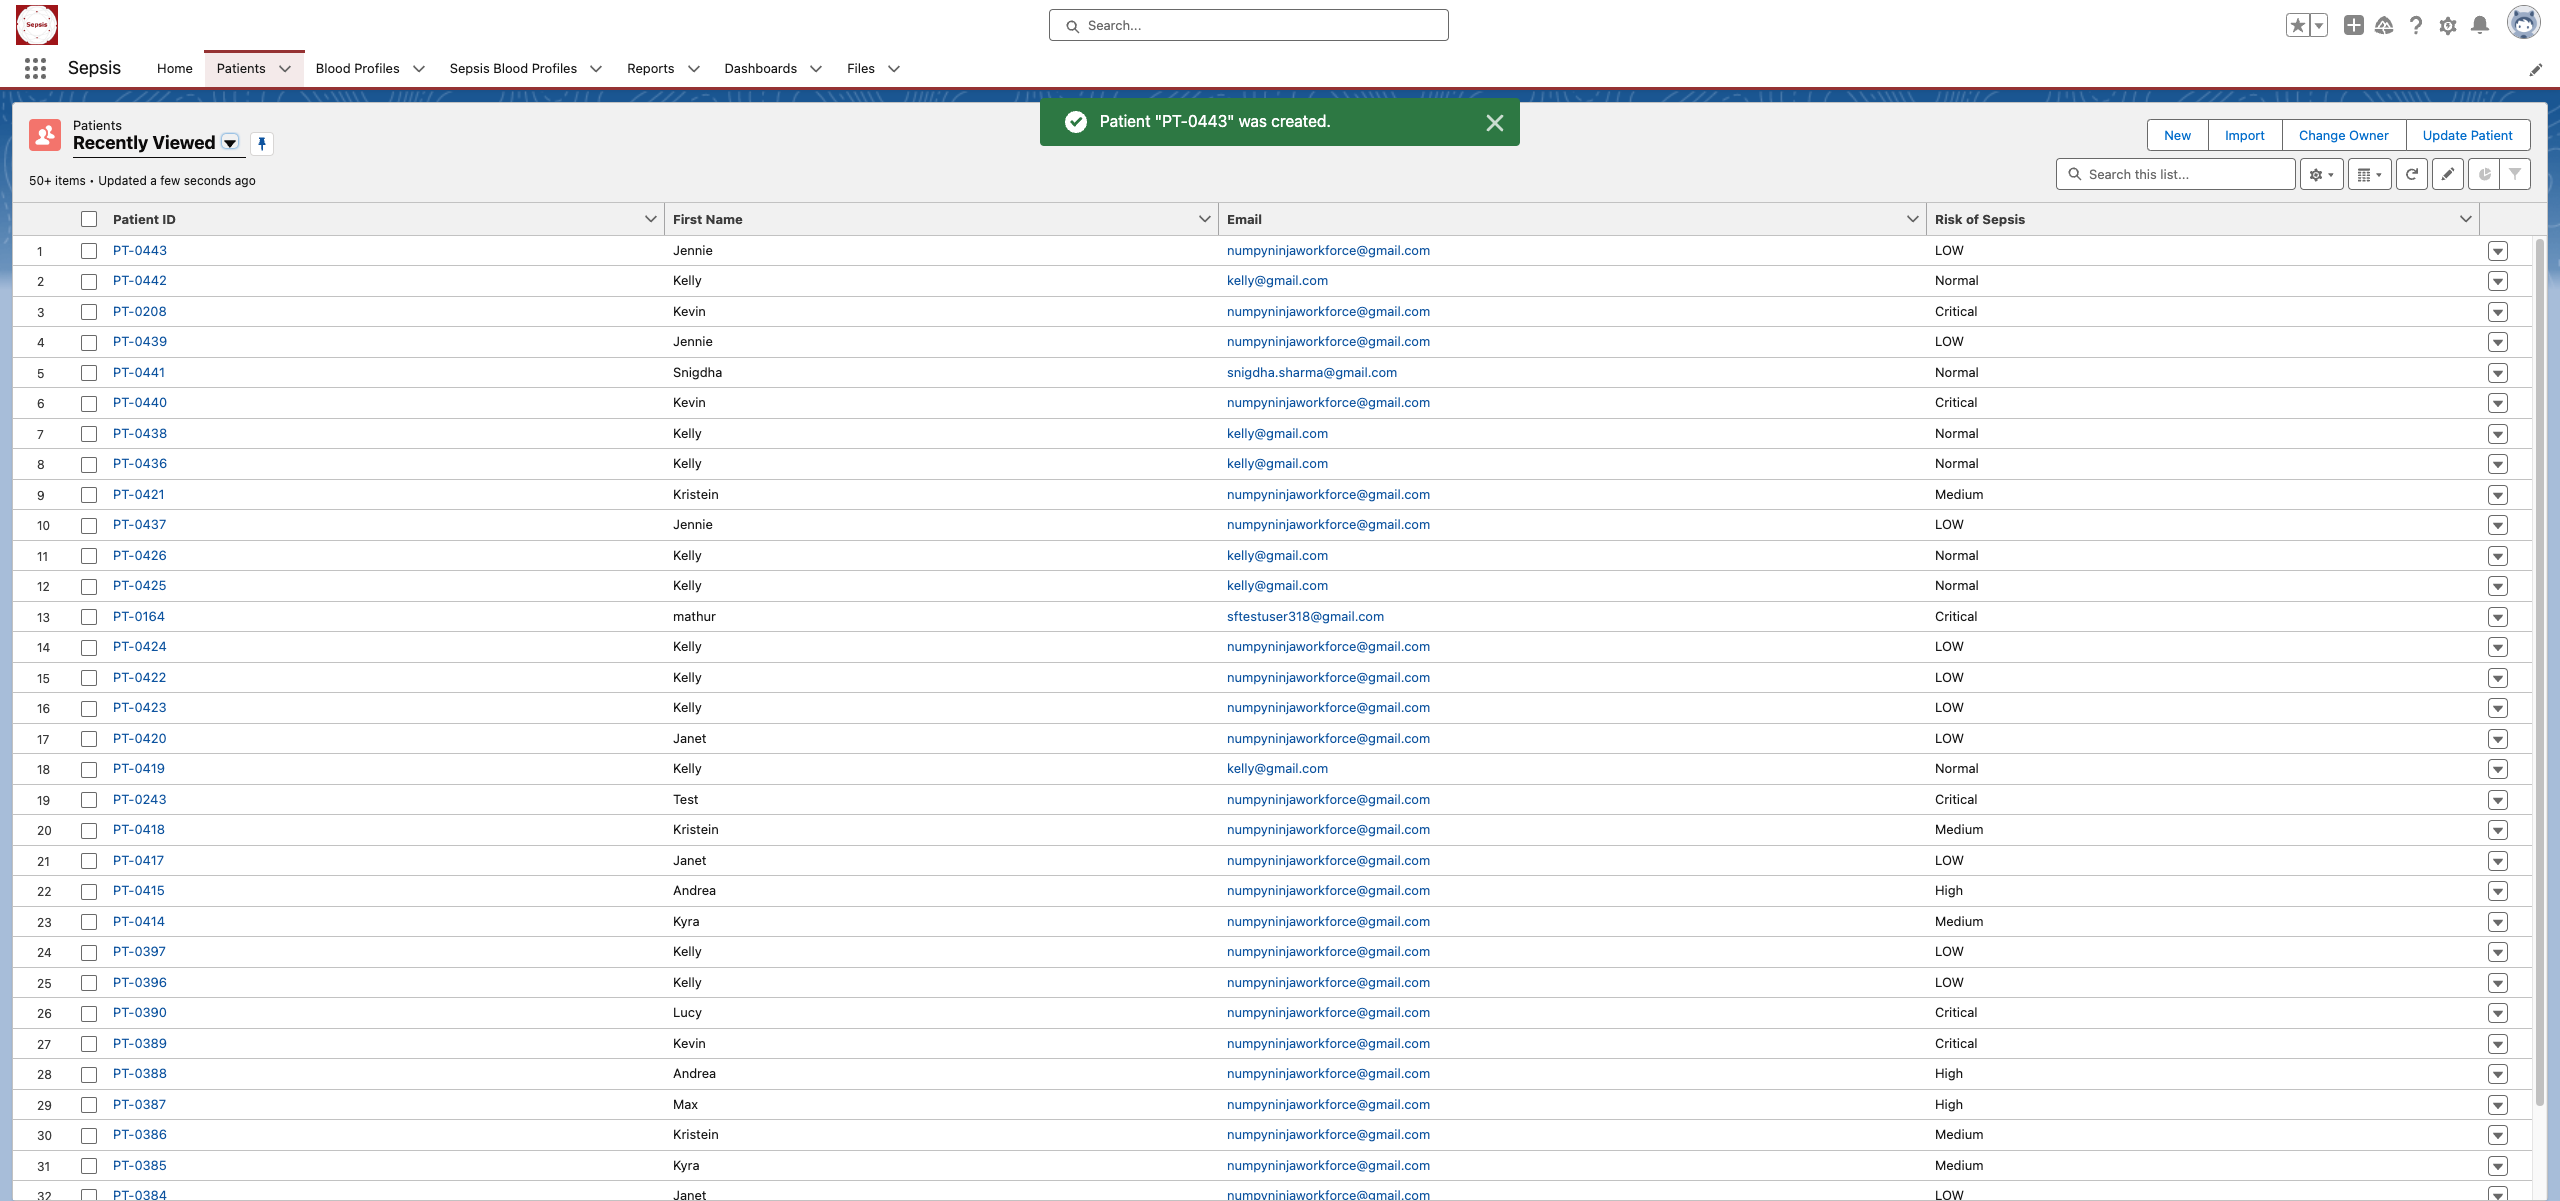 Sepsis
Search...
Sepsis Home Patients Blood Profiles Sepsis Blood Profiles Reports Dashboards Files
Patients
Recently Viewed
Patient "PT-0443" was created.
New Import Change Owner Update Patient
50+ items • Updated a few seconds ago
Search this list...
Patient ID First Name Email Risk of Sepsis
1 PT-0443 Jennie numpyninjaworkforce@gmail.com LOW
2 PT-0442 Kelly kelly@gmail.com Normal
3 PT-0208 Kevin numpyninjaworkforce@gmail.com Critical
4 PT-0439 Jennie numpyninjaworkforce@gmail.com LOW
5 PT-0441 Snigdha snigdha.sharma@gmail.com Normal
6 PT-0440 Kevin numpyninjaworkforce@gmail.com Critical
7 PT-0438 Kelly kelly@gmail.com Normal
8 PT-0436 Kelly kelly@gmail.com Normal
9 PT-0421 Kristein numpyninjaworkforce@gmail.com Medium
10 PT-0437 Jennie numpyninjaworkforce@gmail.com LOW
11 PT-0426 Kelly kelly@gmail.com Normal
12 PT-0425 Kelly kelly@gmail.com Normal
13 PT-0164 mathur sftestuser318@gmail.com Critical
14 PT-0424 Kelly numpyninjaworkforce@gmail.com LOW
15 PT-0422 Kelly numpyninjaworkforce@gmail.com LOW
16 PT-0423 Kelly numpyninjaworkforce@gmail.com LOW
17 PT-0420 Janet numpyninjaworkforce@gmail.com LOW
18 PT-0419 Kelly kelly@gmail.com Normal
19 PT-0243 Test numpyninjaworkforce@gmail.com Critical
20 PT-0418 Kristein numpyninjaworkforce@gmail.com Medium
21 PT-0417 Janet numpyninjaworkforce@gmail.com LOW
22 PT-0415 Andrea numpyninjaworkforce@gmail.com High
23 PT-0414 Kyra numpyninjaworkforce@gmail.com Medium
24 PT-0397 Kelly numpyninjaworkforce@gmail.com LOW
25 PT-0396 Kelly numpyninjaworkforce@gmail.com LOW
26 PT-0390 Lucy numpyninjaworkforce@gmail.com Critical
27 PT-0389 Kevin numpyninjaworkforce@gmail.com Critical
28 PT-0388 Andrea numpyninjaworkforce@gmail.com High
29 PT-0387 Max numpyninjaworkforce@gmail.com High
30 PT-0386 Kristein numpyninjaworkforce@gmail.com Medium
31 PT-0385 Kyra numpyninjaworkforce@gmail.com Medium
32 PT-0384 Janet numpyninjaworkforce@gmail.com LOW